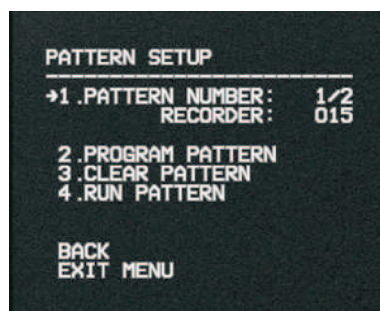 PATTERN SETUP
→1.PATTERN NUMBER: 1/2
RECORDER: 015
2.PROGRAM PATTERN
3.CLEAR PATTERN
4.RUN PATTERN
BACK
EXIT MENU